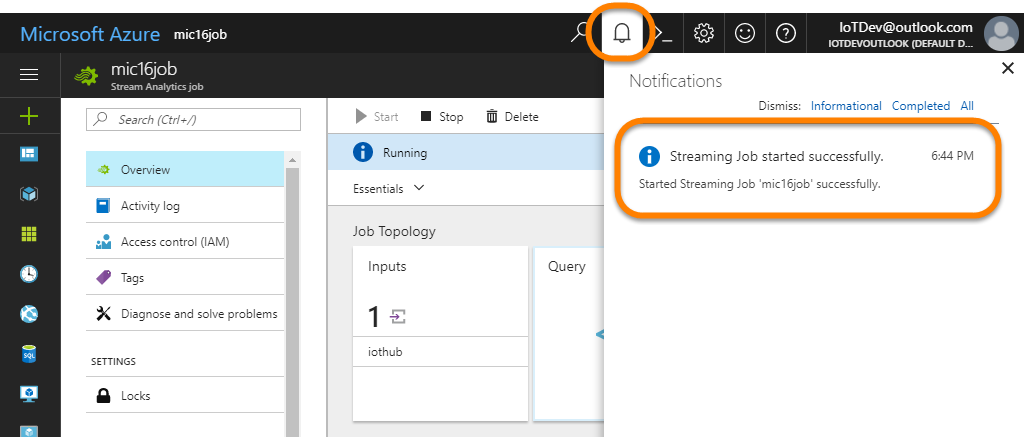 Microsoft Azure mic16job
IoTDev@outlook.com
IOTDEVOUTLOOK (DEFAULT D...
mic16job
Stream Analytics job
Search (Ctrl+/)
Overview
Activity log
Access control (IAM)
Tags
Diagnose and solve problems
SETTINGS
Locks
Start Stop Delete
Running
Essentials
Job Topology
Inputs
1
iothub
Query
Notifications
Dismiss: Informational Completed All
Streaming Job started successfully. 6:44 PM
Started Streaming Job 'mic16job' successfully.
SQL